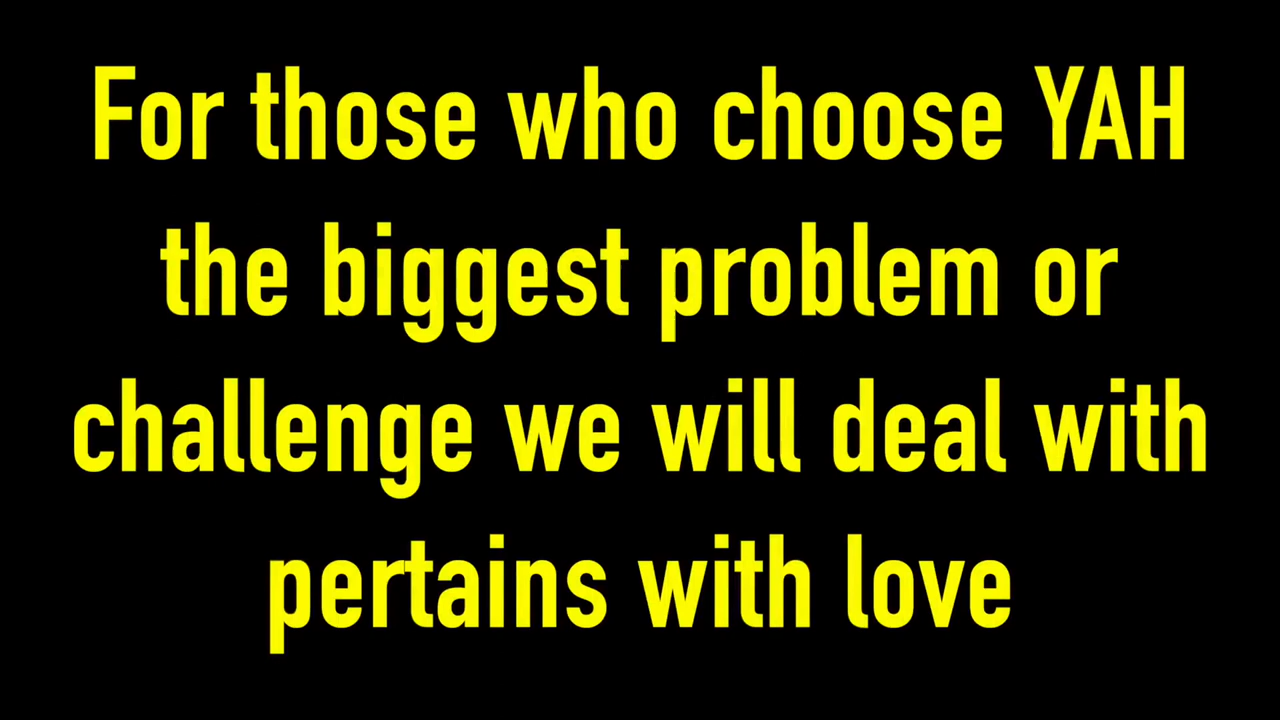 For those who choose YAH
the biggest problem or
challenge we will deal with
pertains with love